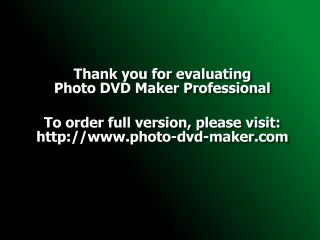 Thank you for evaluating
Photo DVD Maker Professional
To order full version, please visit:
http://www.photo-dvd-maker.com